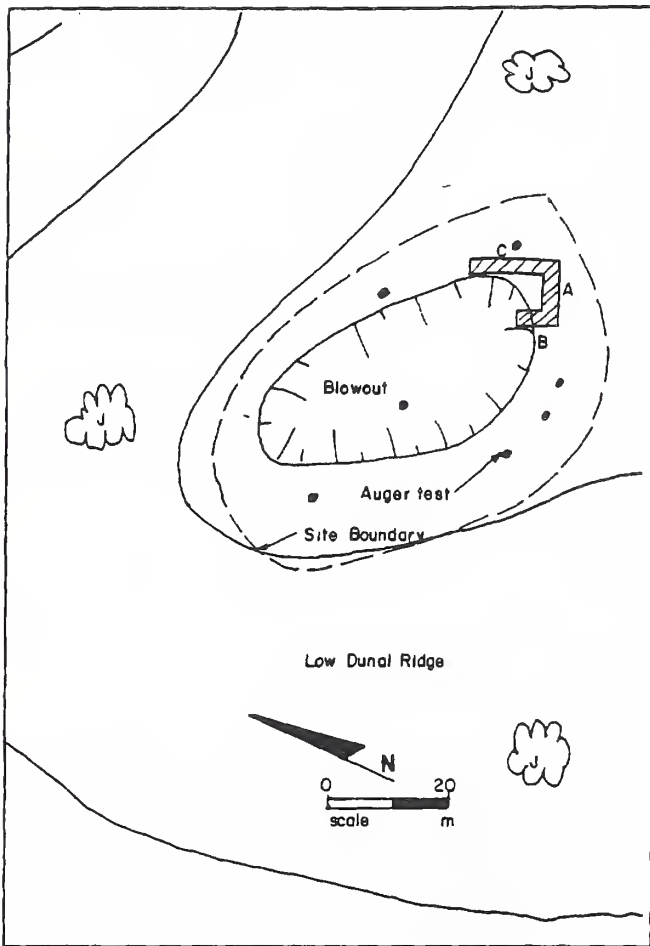 J
C
A
B
J
Blowout
Auger test
Site Boundary
Low Dunal Ridge
N
J
0 20
scale m